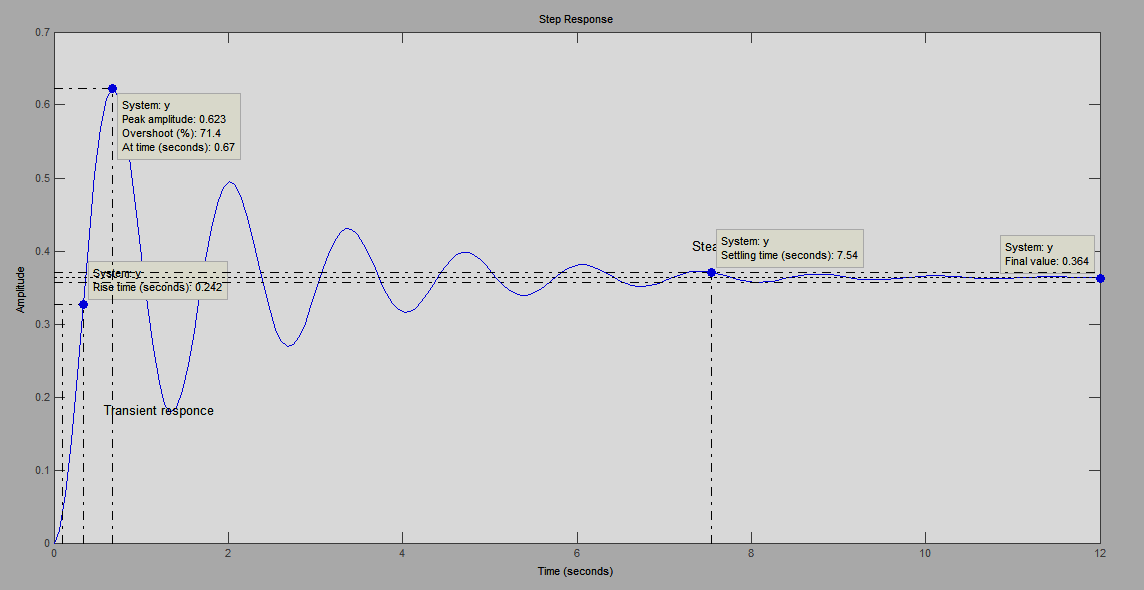 Step Response
0.7
0.6
0.5
0.4
0.3
0.2
0.1
0
Amplitude
System: y
Peak amplitude: 0.623
Overshoot (%): 71.4
At time (seconds): 0.67
System: y
Rise time (seconds): 0.242
Transient responce
System: y
Settling time (seconds): 7.54
System: y
Final value: 0.364
0
2
4
6
8
10
12
Time (seconds)